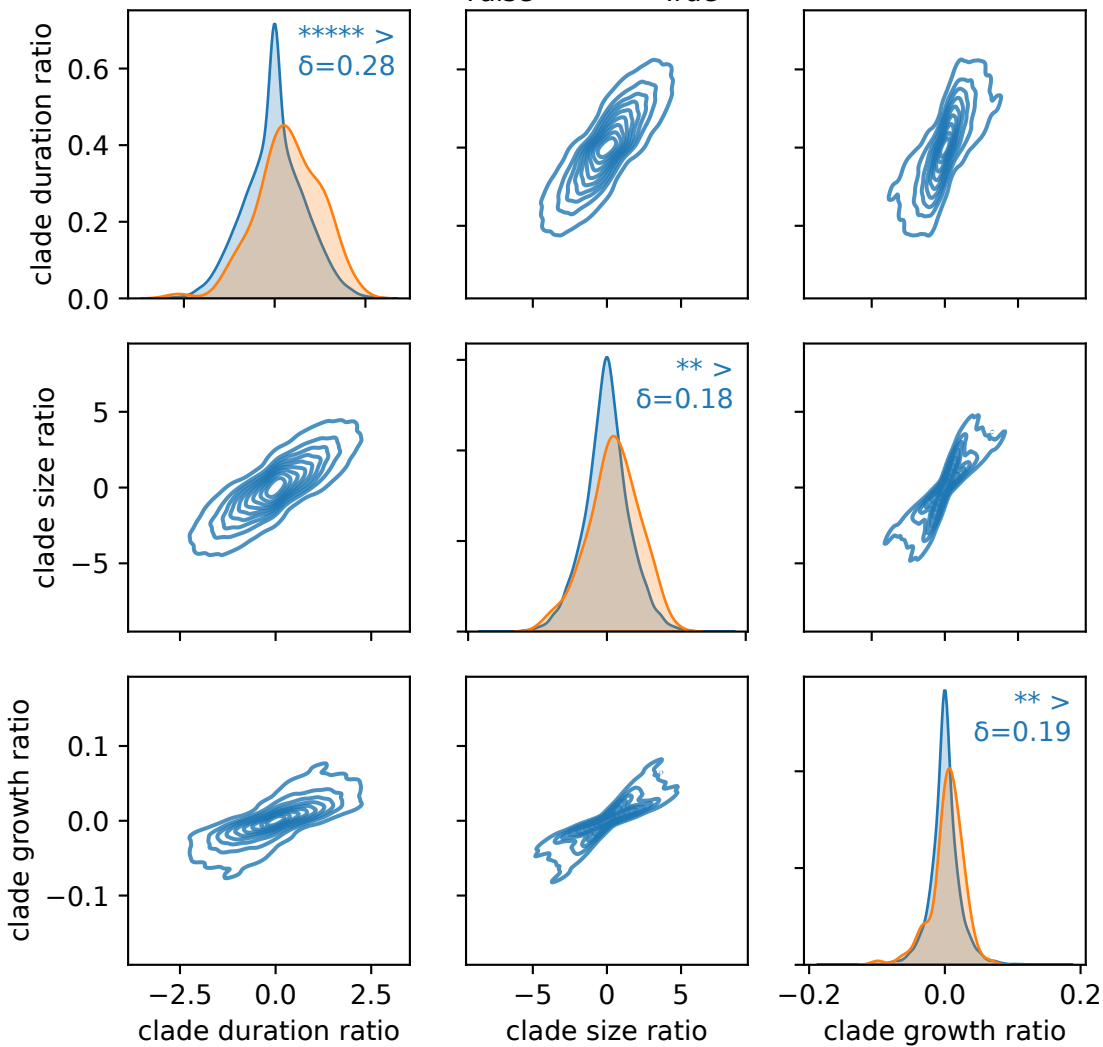 clade duration ratio
0.6
0.4
0.2
0.0
***** >
δ=0.28
clade size ratio
5
0
−5
** >
δ=0.18
clade growth ratio
0.1
0.0
−0.1
** >
δ=0.19
−2.5 0.0 2.5
−5 0 5
−0.2 0.0 0.2
clade duration ratio
clade size ratio
clade growth ratio